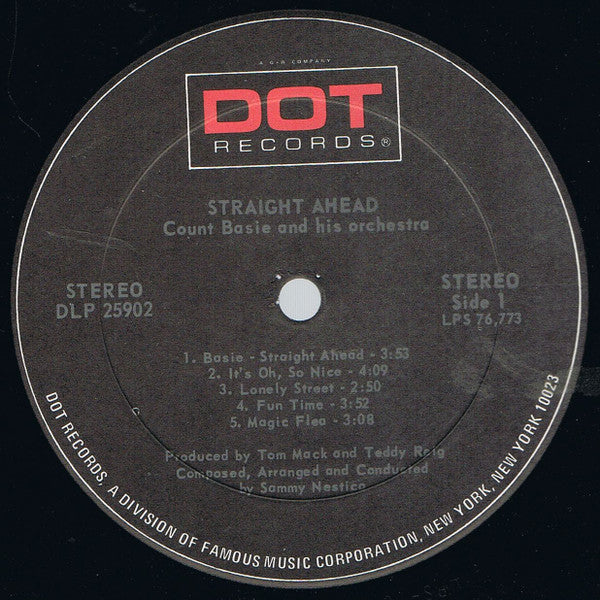 A G+W COMPANY
DOT
RECORDS®
STRAIGHT AHEAD
Count Basie and his orchestra
STEREO
DLP 25902
STEREO
Side 1
LPS 76,773
1. Basie - Straight Ahead - 3:53
2. It's Oh, So Nice - 4:09
3. Lonely Street - 2:50
4. Fun Time - 3:52
5. Magic Flea - 3:08
Produced by Tom Mack and Teddy Reig
Composed, Arranged and Conducted
by Sammy Nestico
DOT RECORDS, A DIVISION OF FAMOUS MUSIC CORPORATION, NEW YORK, NEW YORK 10023